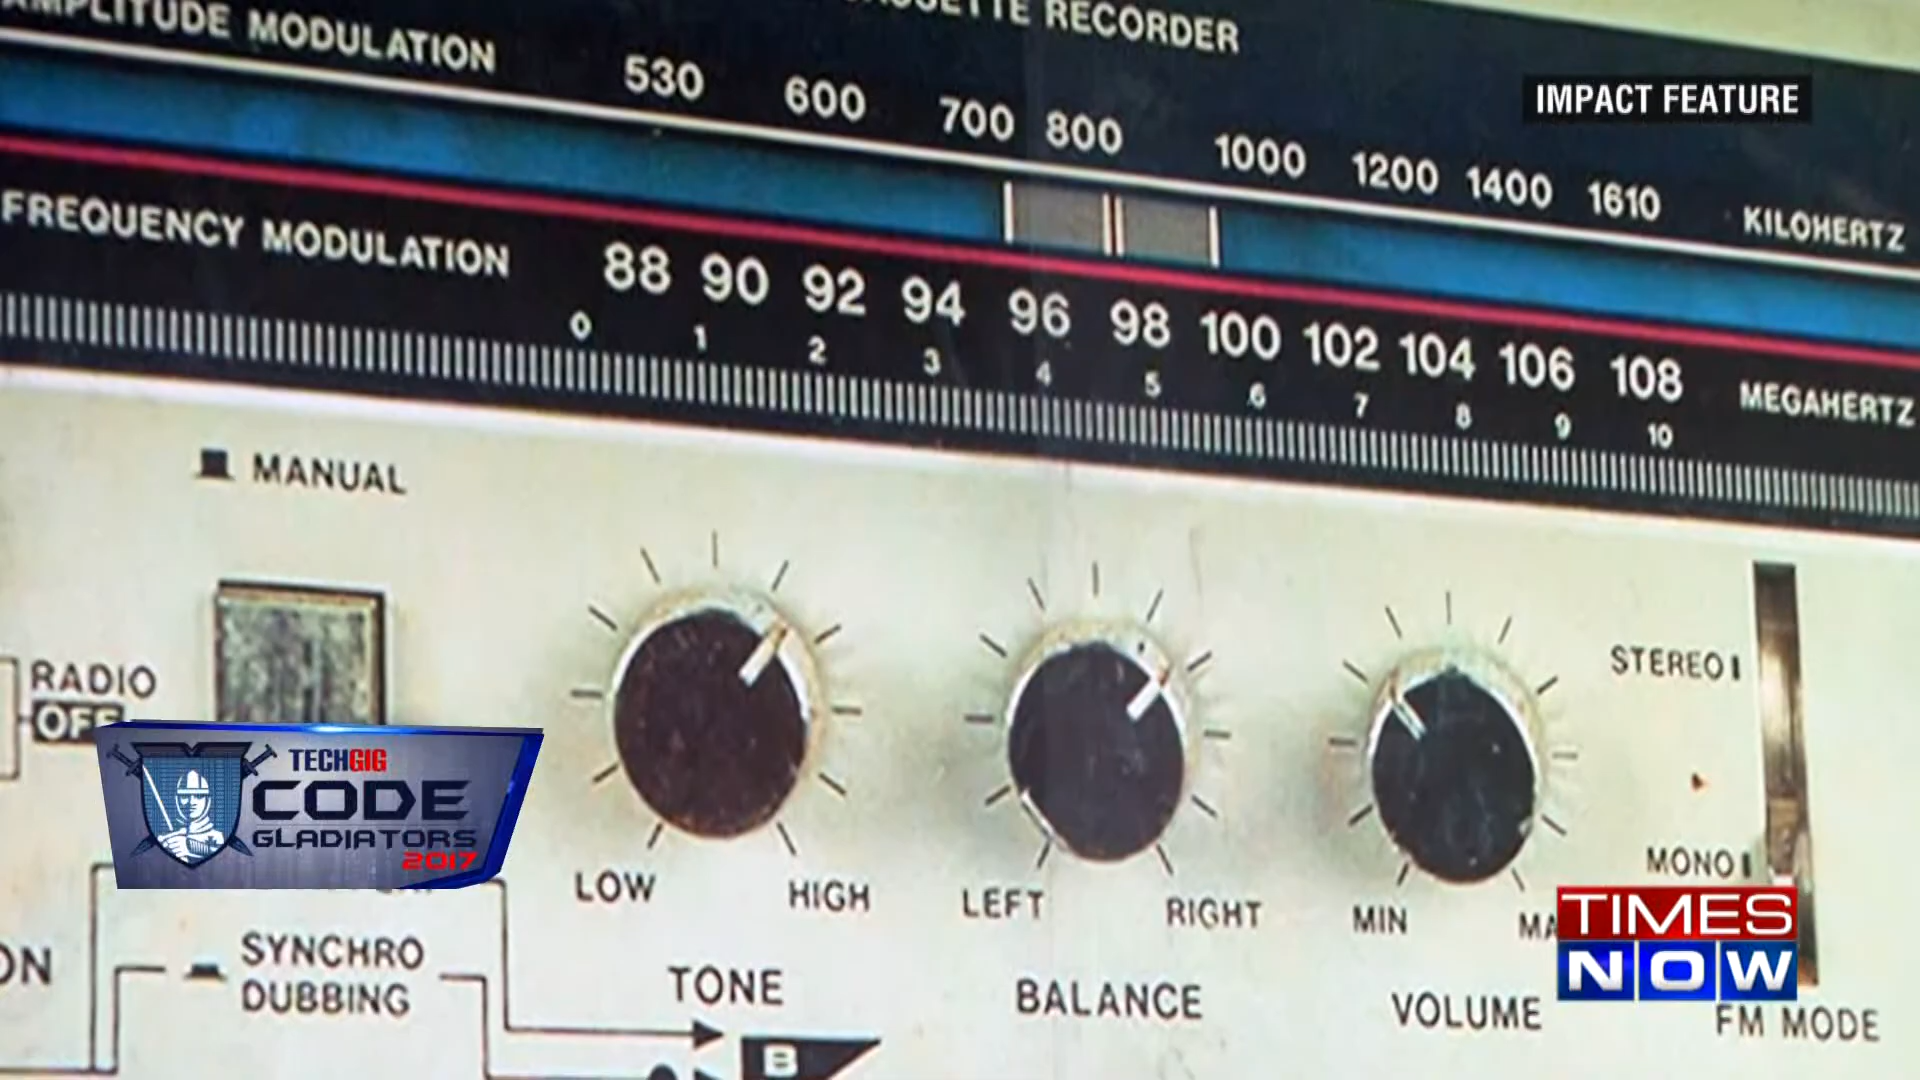 RECORDER
MODULATION
530 600 700 800 1000 1200 1400 1610 KILOHERTZ
IMPACT FEATURE
FREQUENCY MODULATION
88 90 92 94 96 98 100 102 104 106 108 MEGAHERTZ
0 1 2 3 4 5 6 7 8 9 10
MANUAL
RADIO
OFF
STEREO
MONO
LOW HIGH
LEFT RIGHT
MIN
TONE
BALANCE
VOLUME
FM MODE
SYNCHRO
DUBBING
B
TECHGIG
CODE
GLADIATORS
2017
TIMES
NOW